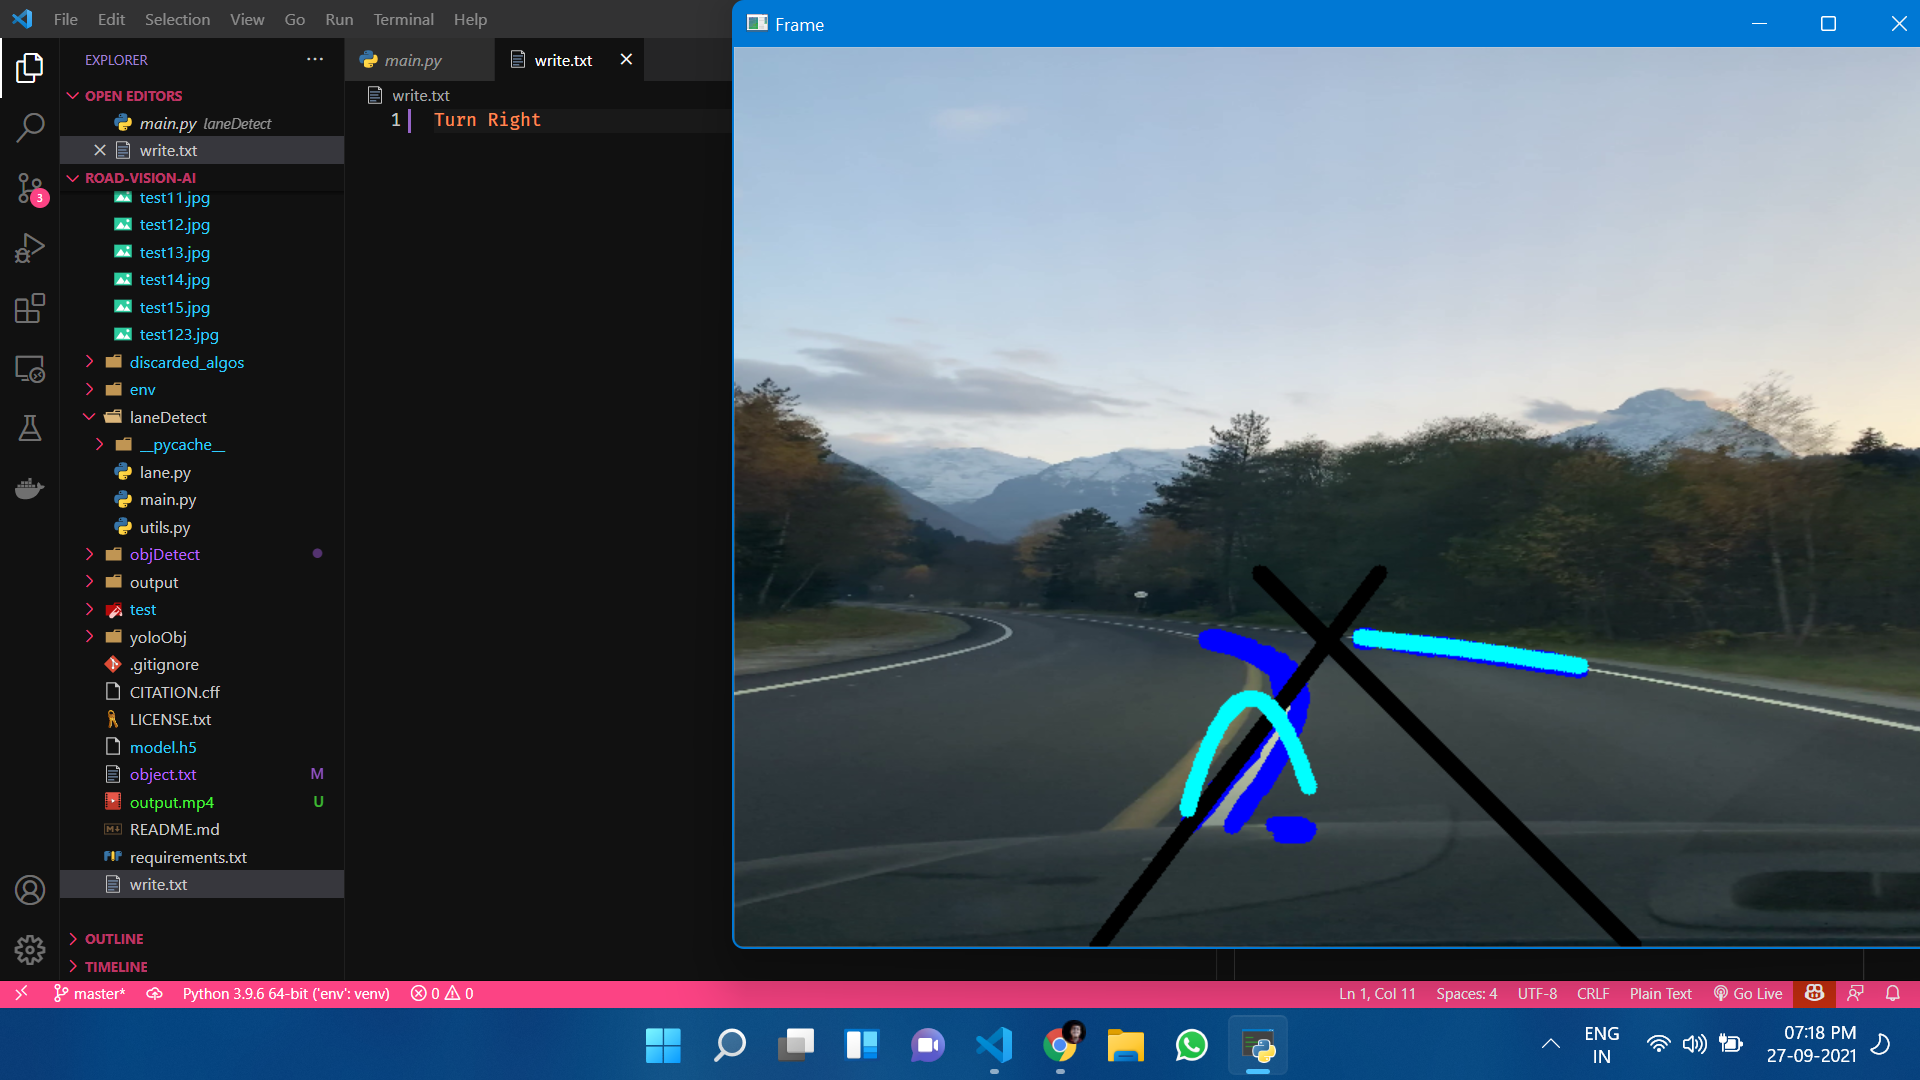 File Edit Selection View Go Run Terminal Help
Frame
EXPLORER
main.py
write.txt
OPEN EDITORS
write.txt
main.py laneDetect
1 Turn Right
write.txt
3
ROAD-VISION-AI
test11.jpg
test12.jpg
test13.jpg
test14.jpg
test15.jpg
test123.jpg
discarded_algos
env
laneDetect
__pycache__
lane.py
main.py
utils.py
objDetect
output
test
yoloObj
.gitignore
CITATION.cff
LICENSE.txt
model.h5
object.txt M
output.mp4 U
README.md
requirements.txt
write.txt
OUTLINE
TIMELINE
master* Python 3.9.6 64-bit ('env': venv) 0 0 Ln 1, Col 11 Spaces: 4 UTF-8 CRLF Plain Text Go Live
ENG
IN
07:18 PM
27-09-2021